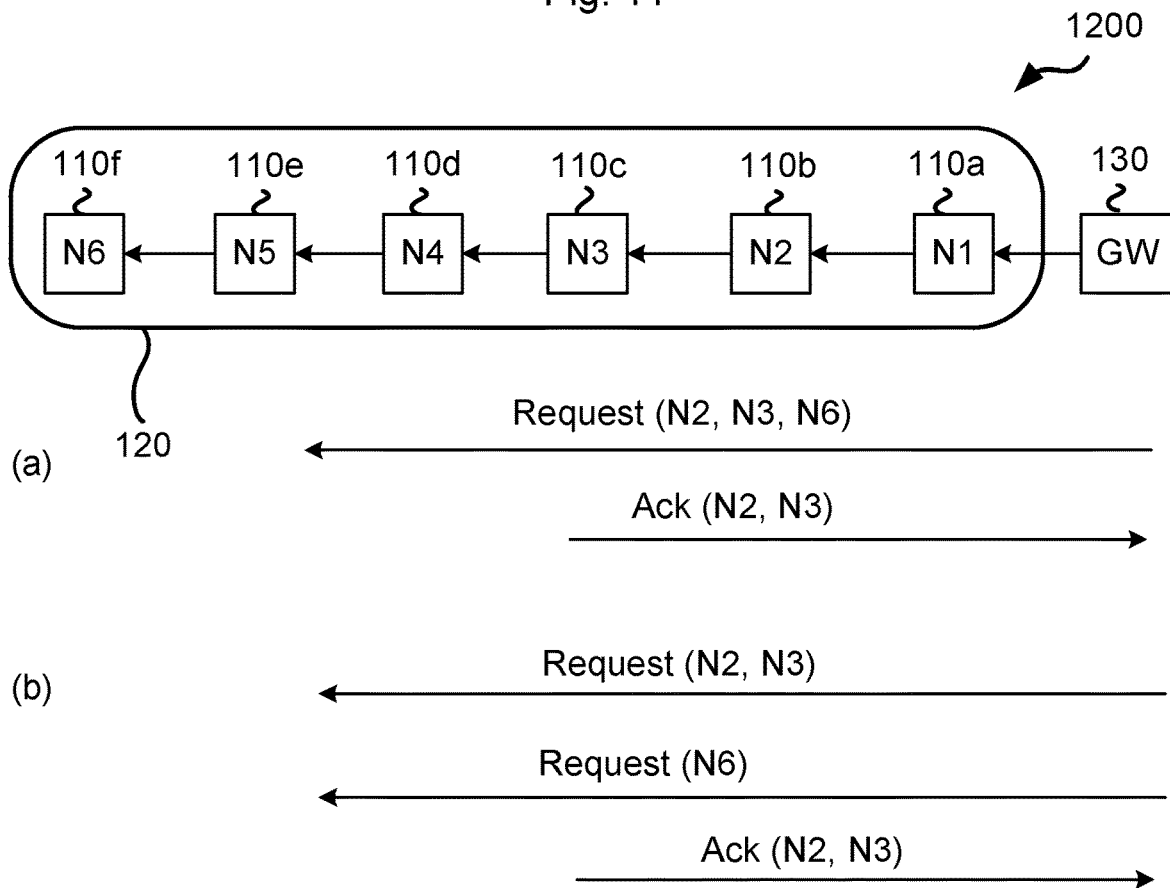 1200
110f 110e 110d 110c 110b 110a 130
N6 N5 N4 N3 N2 N1 GW
120
Request (N2, N3, N6)
(a)
Ack (N2, N3)
Request (N2, N3)
(b)
Request (N6)
Ack (N2, N3)